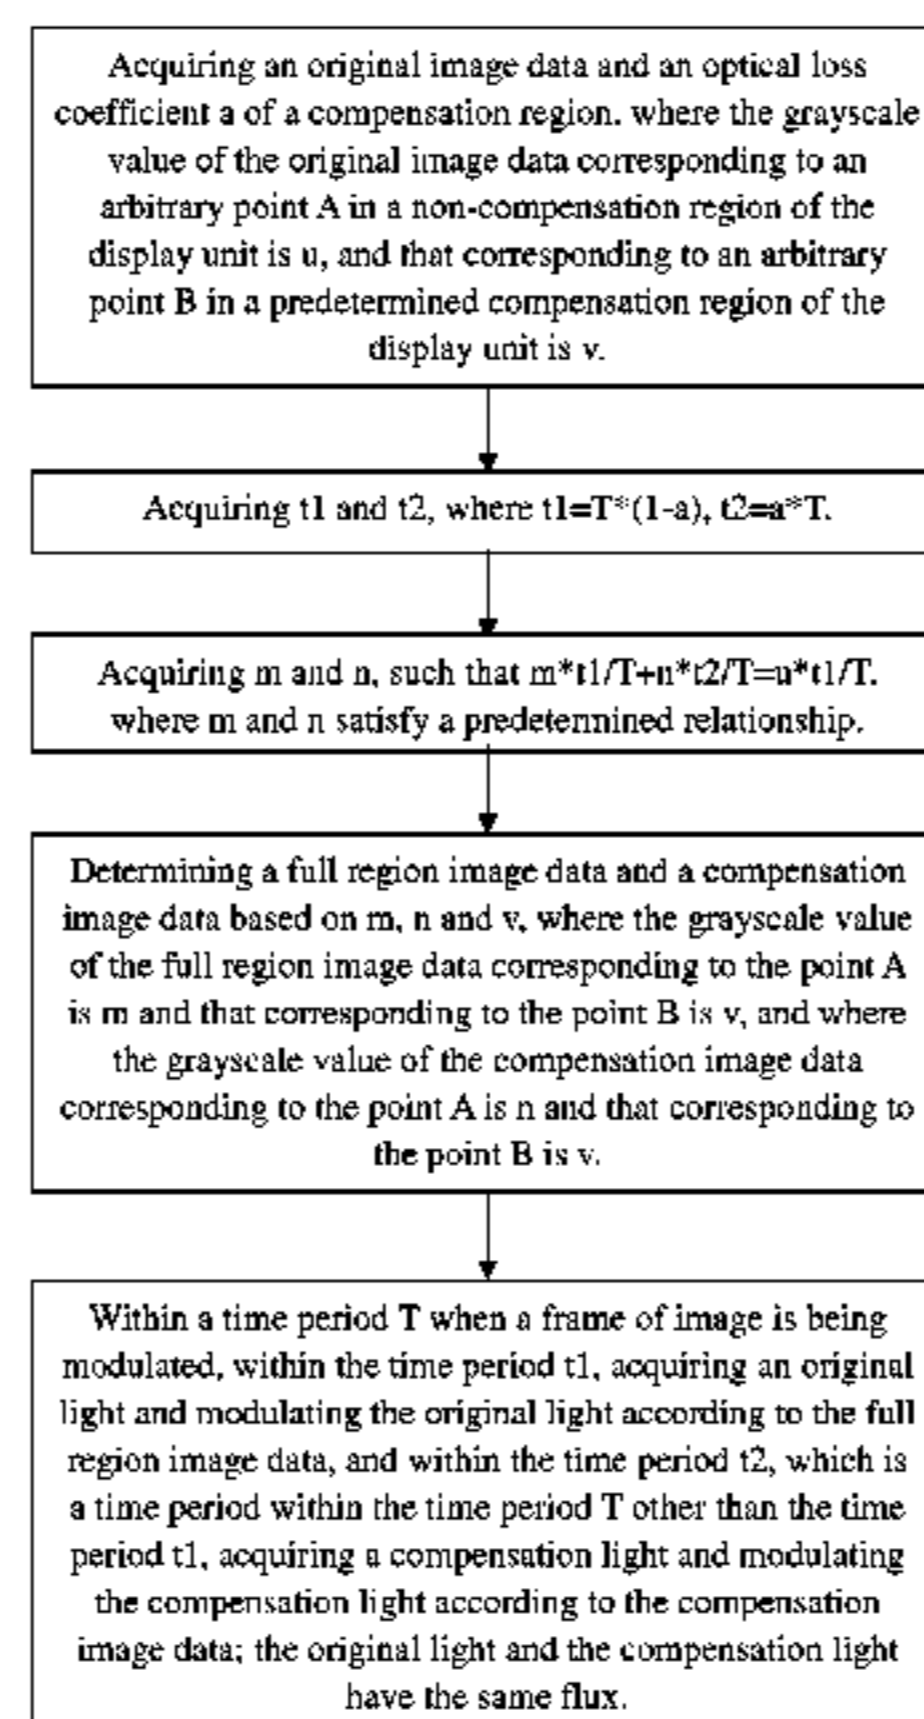 Acquiring an original image data and an optical loss
coefficient a of a compensation region. where the grayscale
value of the original image data corresponding to an
arbitrary point A in a non-compensation region of the
display unit is u, and that corresponding to an arbitrary
point B in a predetermined compensation region of the
display unit is v.
Acquiring t1 and t2, where t1=T*(1-a), t2=a*T.
Acquiring m and n, such that m*t1/T+n*t2/T=u*t1/T.
where m and n satisfy a predetermined relationship.
Determining a full region image data and a compensation
image data based on m, n and v, where the grayscale value
of the full region image data corresponding to the point A
is m and that corresponding to the point B is v, and where
the grayscale value of the compensation image data
corresponding to the point A is n and that corresponding to
the point B is v.
Within a time period T when a frame of image is being
modulated, within the time period t1, acquiring an original
light and modulating the original light according to the full
region image data, and within the time period t2, which is
a time period within the time period T other than the time
period t1, acquiring a compensation light and modulating
the compensation light according to the compensation
image data; the original light and the compensation light
have the same flux.